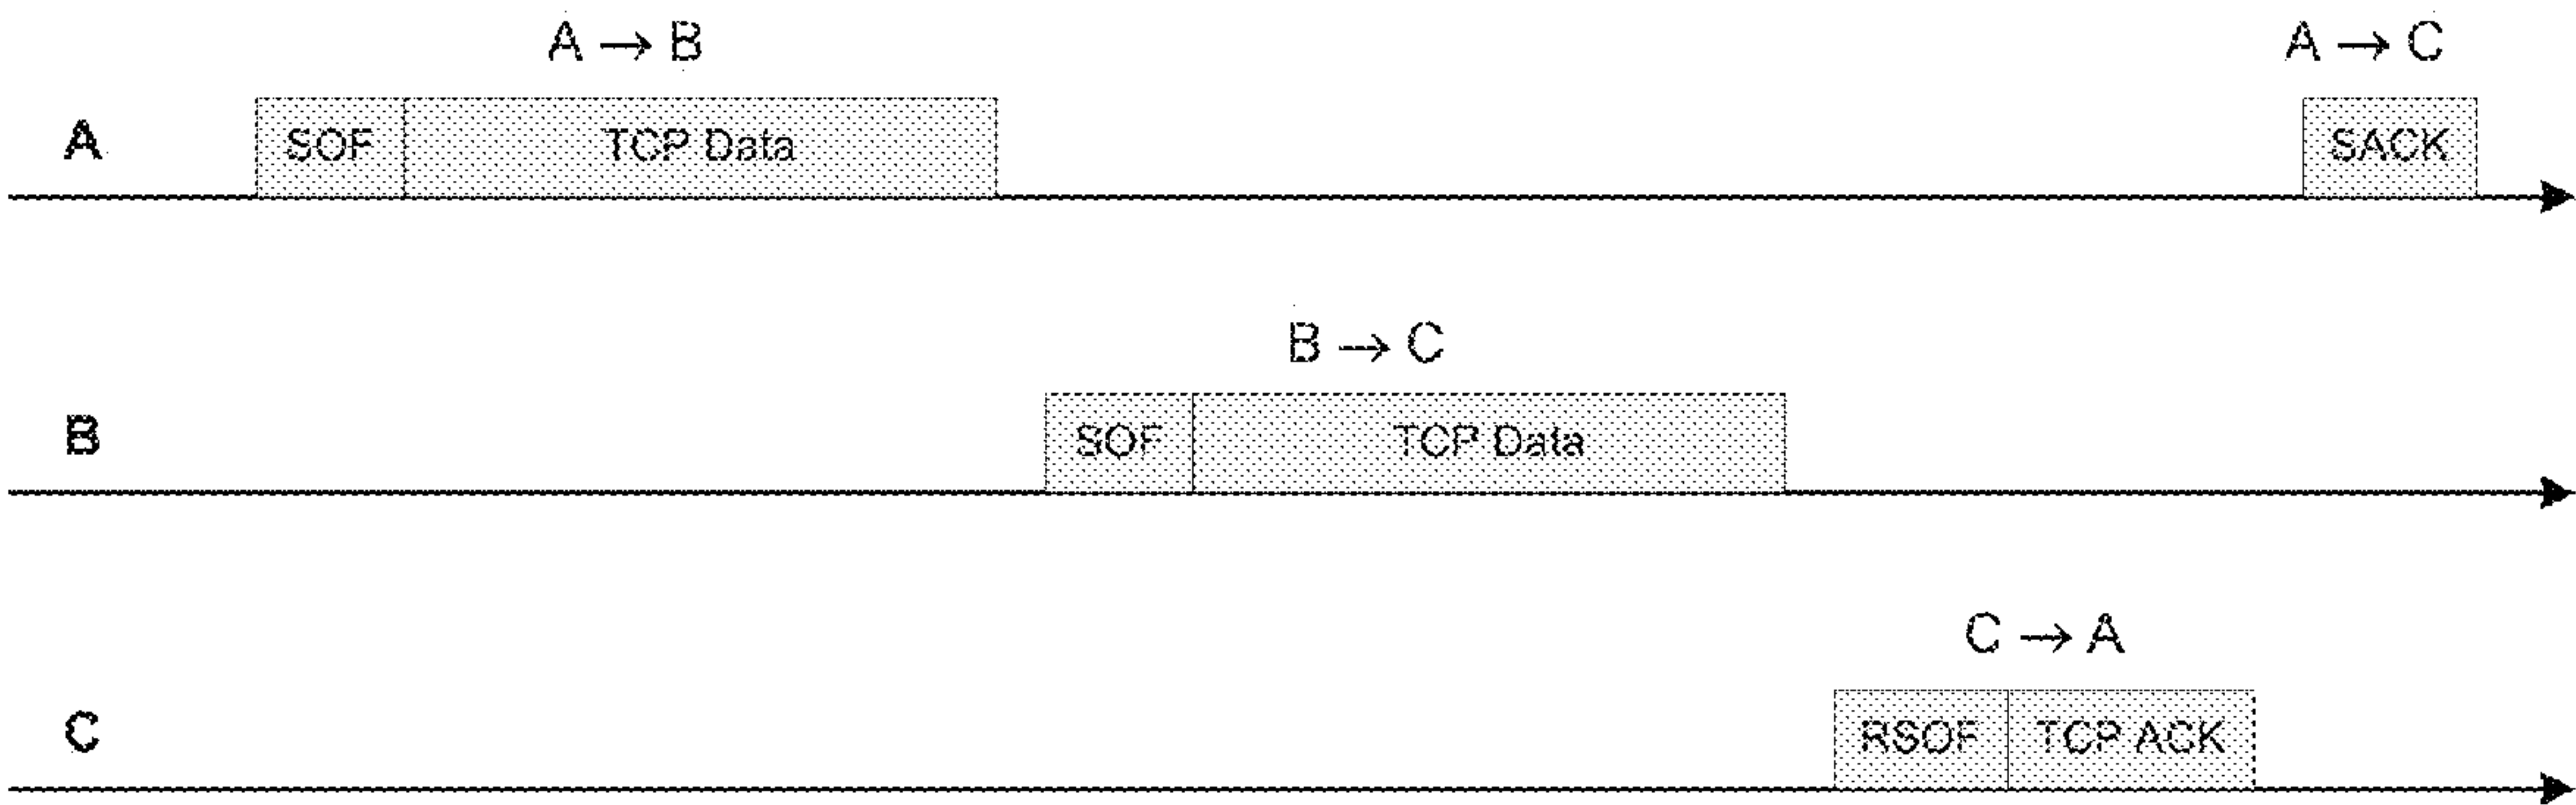 A → B
A → C
A SOF TCP Data SACK
B → C
B SOF TCP Data
C → A
C RSOF TCP ACK